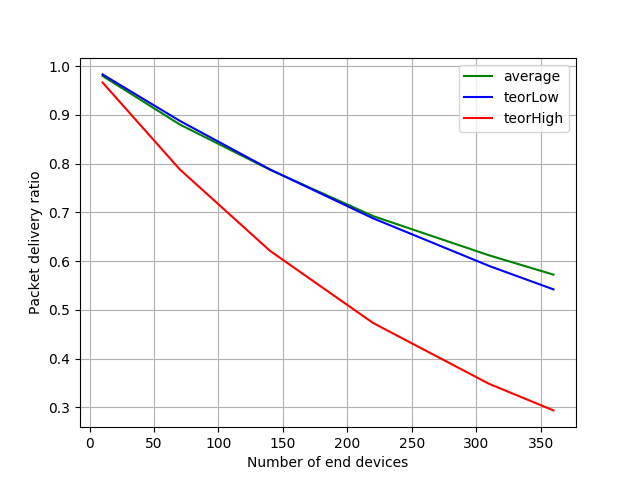 average
teorLow
teorHigh
1.0
0.9
0.8
0.7
0.6
0.5
0.4
0.3
Packet delivery ratio
0 50 100 150 200 250 300 350
Number of end devices